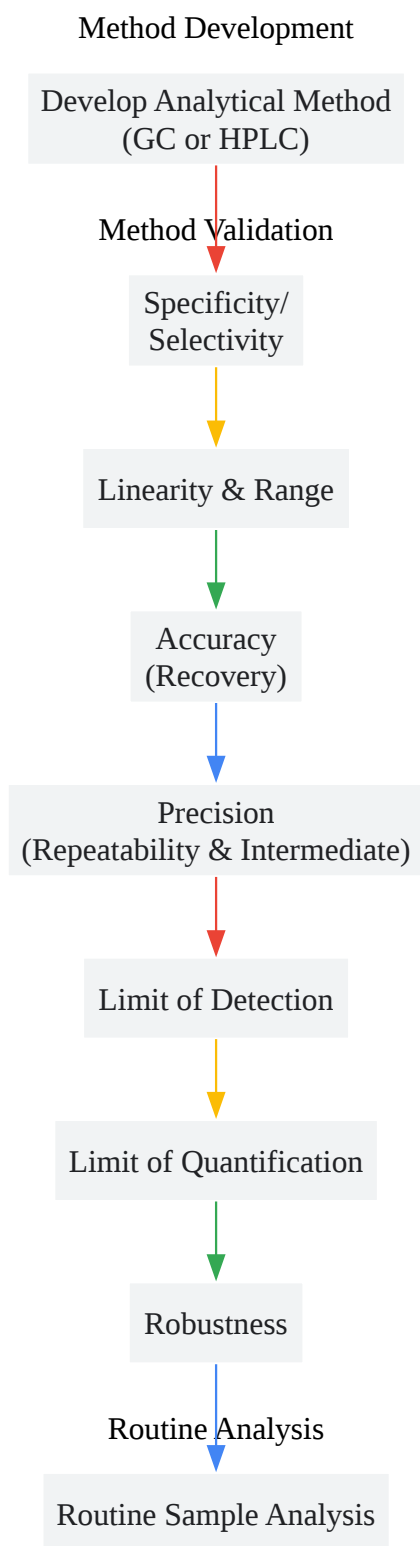 Method Development
Develop Analytical Method
(GC or HPLC)
Method Validation
Specificity/
Selectivity
Linearity & Range
Accuracy
(Recovery)
Precision
(Repeatability & Intermediate)
Limit of Detection
Limit of Quantification
Robustness
Routine Analysis
Routine Sample Analysis